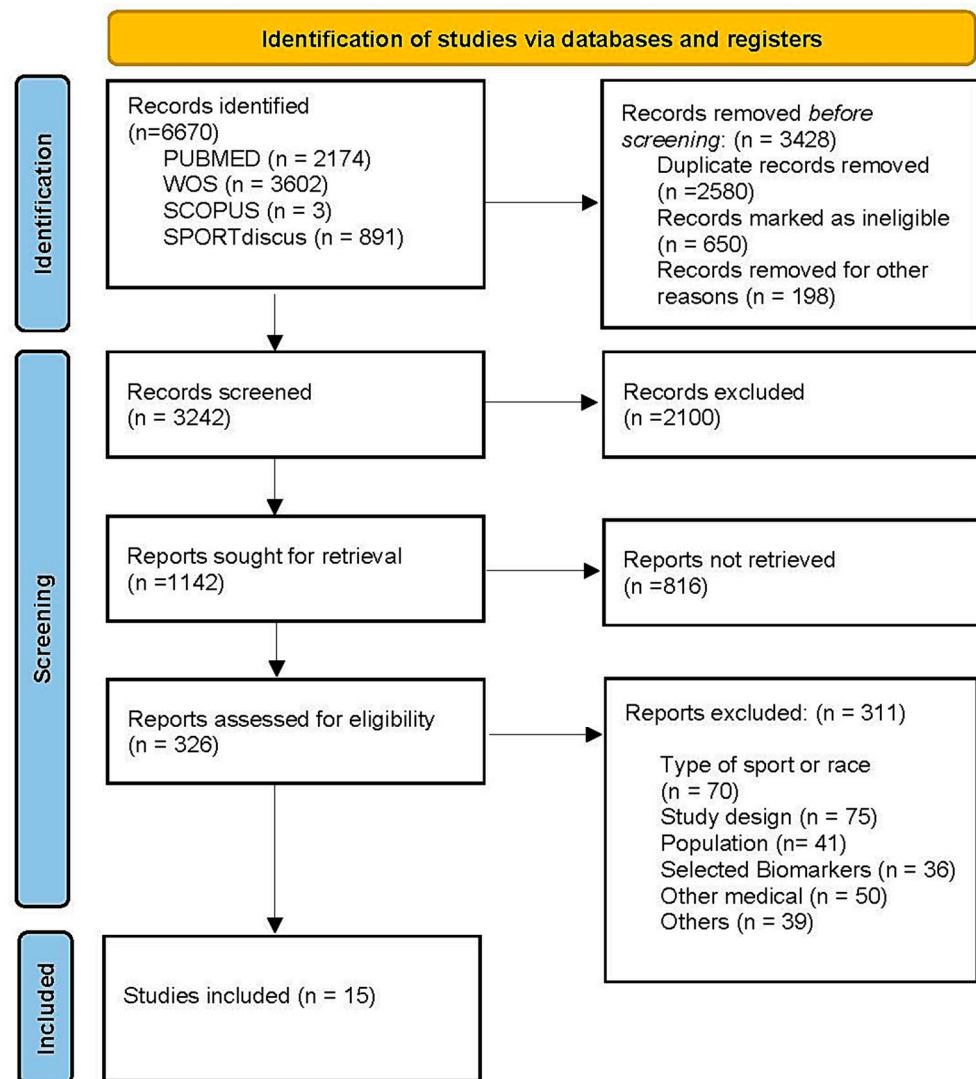 Identification of studies via databases and registers
Identification
Records identified
(n=6670)
PUBMED (n = 2174)
WOS (n = 3602)
SCOPUS (n = 3)
SPORTdiscus (n = 891)
Records removed before
screening: (n = 3428)
Duplicate records removed
(n =2580)
Records marked as ineligible
(n = 650)
Records removed for other
reasons (n = 198)
Screening
Records screened
(n = 3242)
Records excluded
(n =2100)
Reports sought for retrieval
(n =1142)
Reports not retrieved
(n =816)
Reports assessed for eligibility
(n = 326)
Reports excluded: (n = 311)
Type of sport or race
(n = 70)
Study design (n = 75)
Population (n= 41)
Selected Biomarkers (n = 36)
Other medical (n = 50)
Others (n = 39)
Included
Studies included (n = 15)